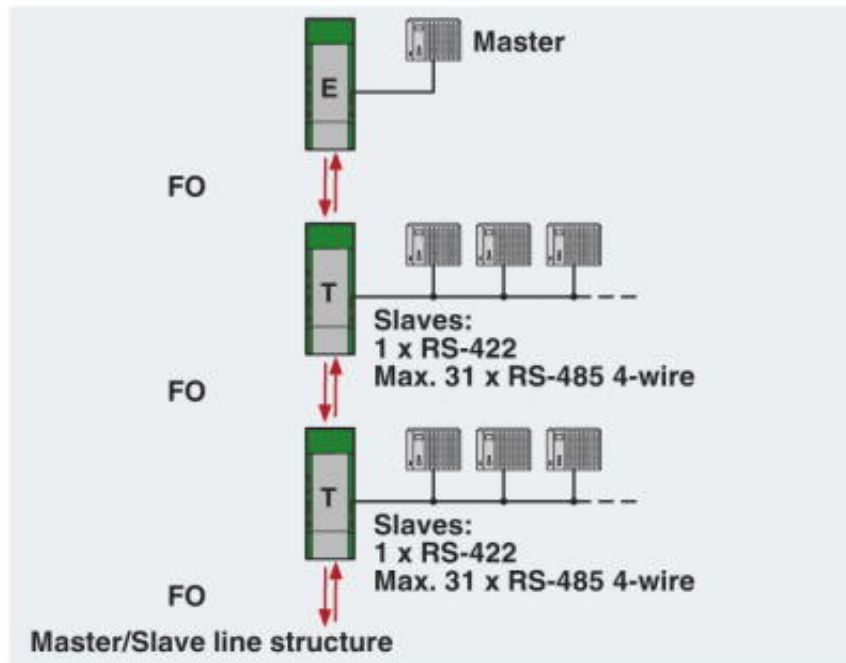 Master
E
FO
T
Slaves:
1 x RS-422
Max. 31 x RS-485 4-wire
FO
T
Slaves:
1 x RS-422
Max. 31 x RS-485 4-wire
FO
Master/Slave line structure